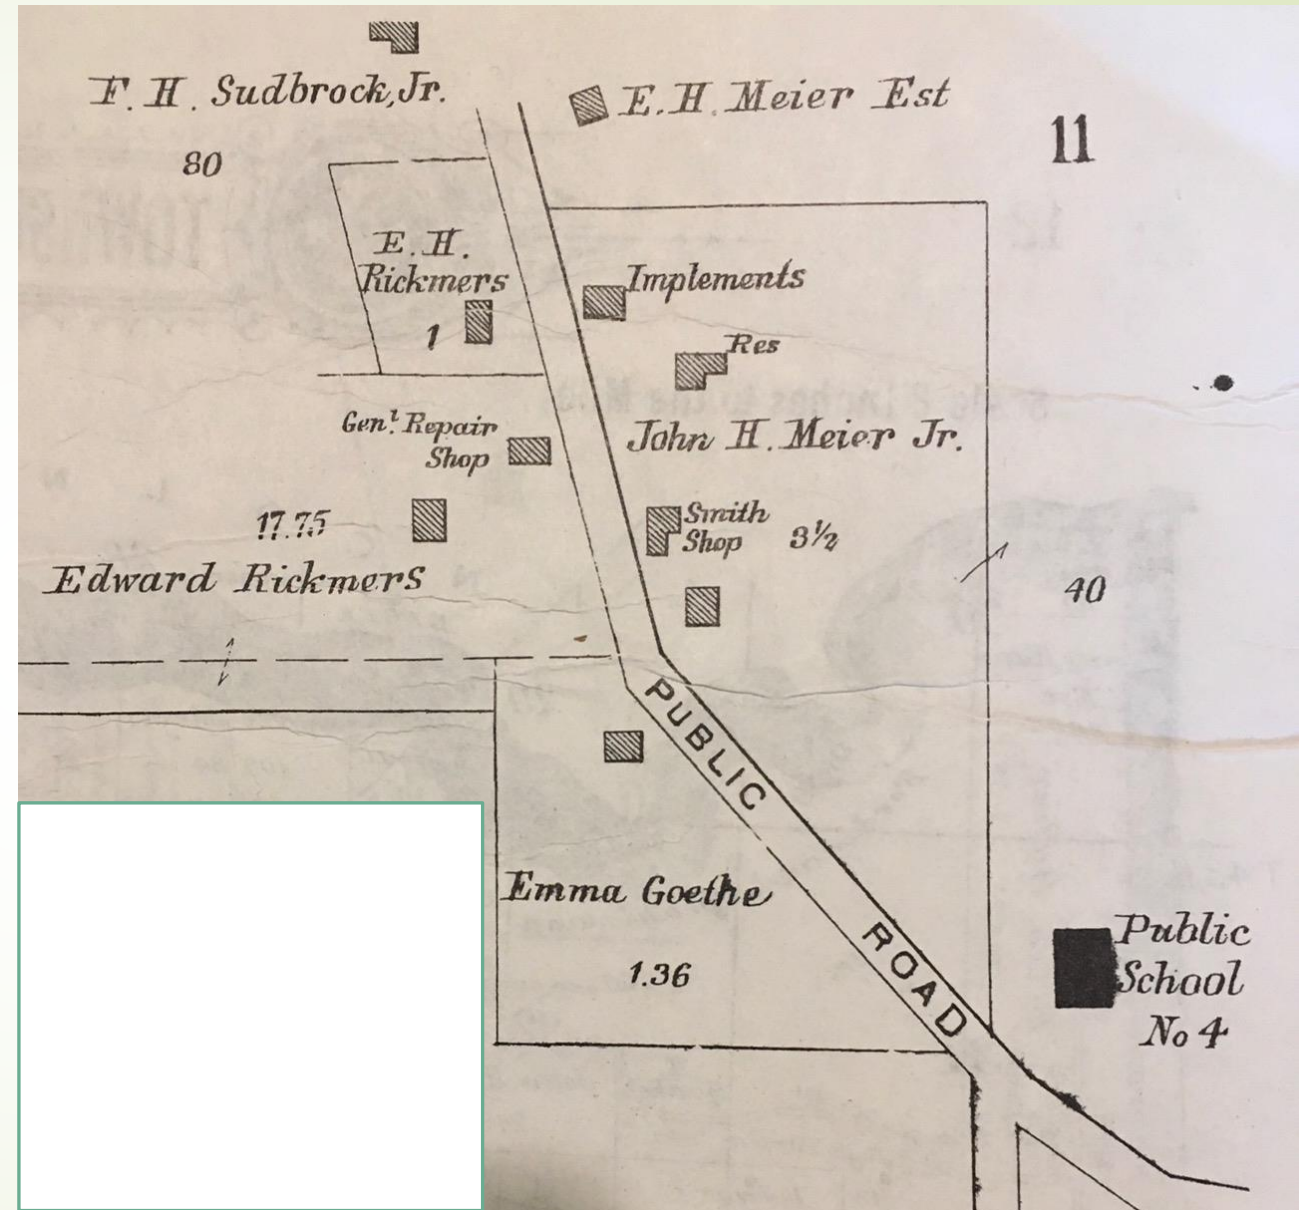 F. H. Sudbrock, Jr.
80
E. H. Meier Est
11
E. H.
Rickmers
1
Implements
Res
Gen! Repair
Shop
John H. Meier Jr.
17.75
Edward Rickmers
Smith
Shop
3½
40
PUBLIC ROAD
Emma Goethe
1.36
Public
School
No 4